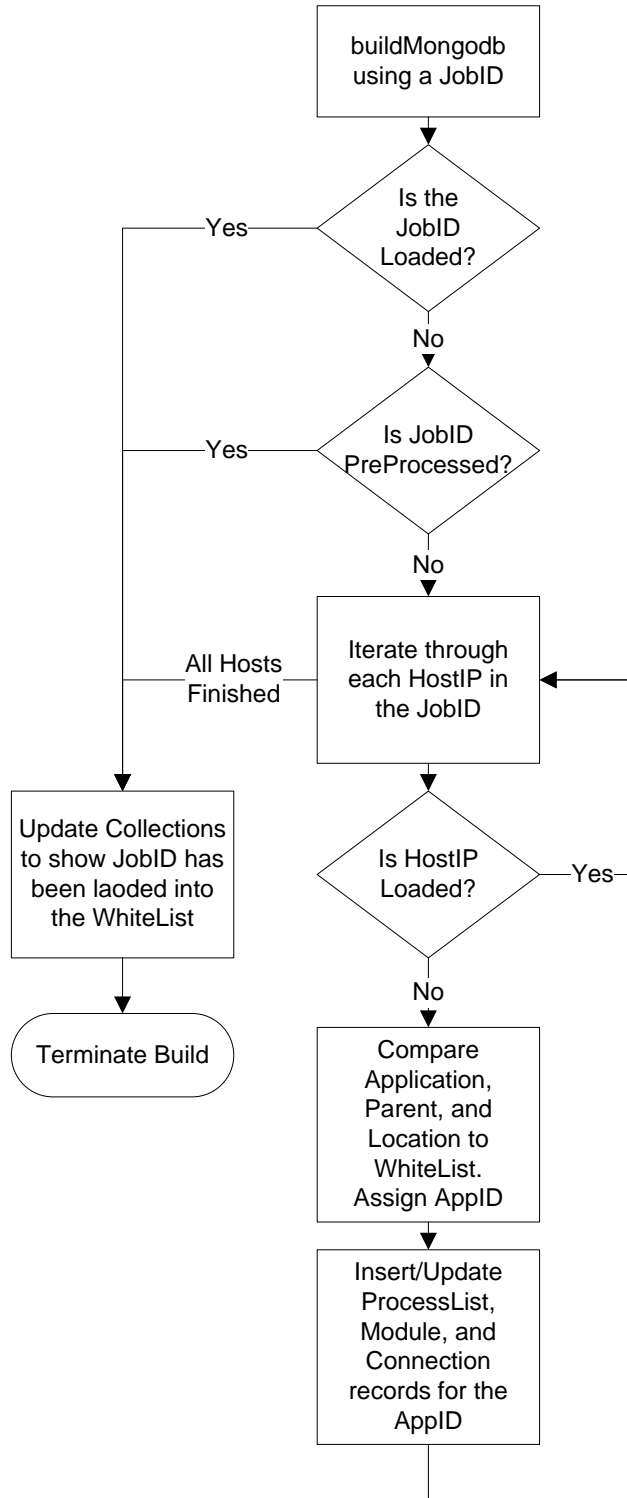 buildMongodb
using a JobID
Is the
JobID
Loaded?
Yes
No
Is JobID
PreProcessed?
Yes
No
Iterate through
each HostIP in
the JobID
All Hosts
Finished
Update Collections
to show JobID has
been laoded into
the WhiteList
Is HostIP
Loaded?
Yes
No
Terminate Build
Compare
Application,
Parent, and
Location to
WhiteList.
Assign AppID
Insert/Update
ProcessList,
Module, and
Connection
records for the
AppID